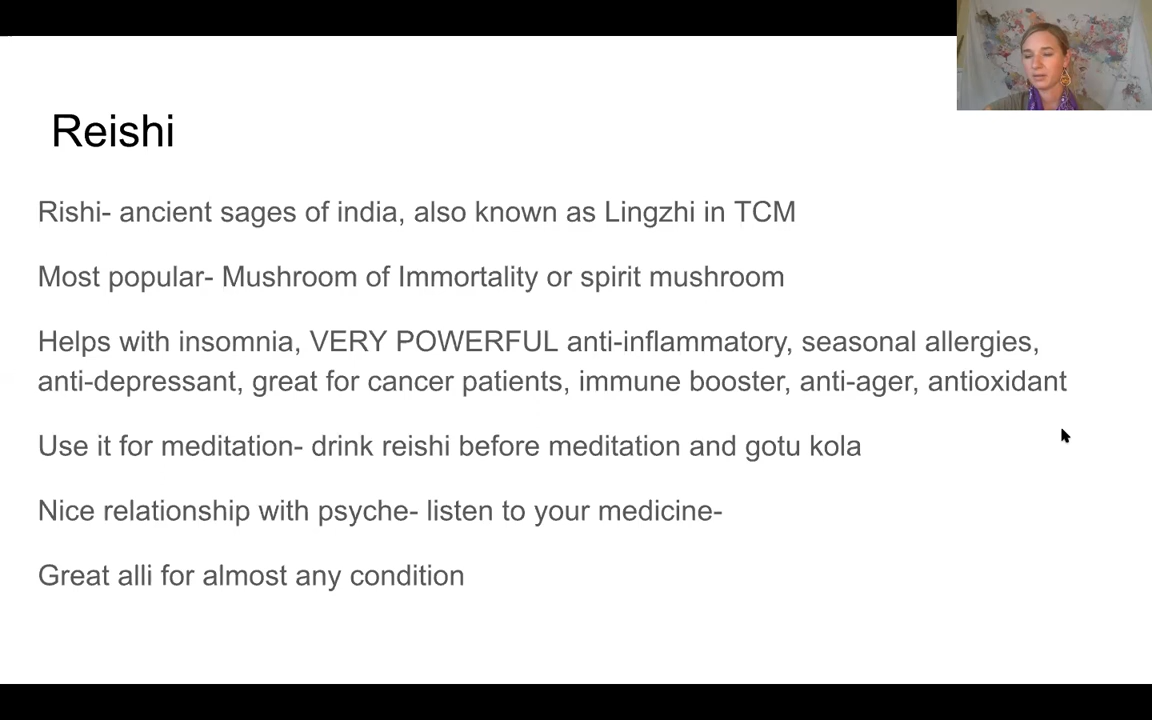 Reishi
Rishi- ancient sages of india, also known as Lingzhi in TCM
Most popular- Mushroom of Immortality or spirit mushroom
Helps with insomnia, VERY POWERFUL anti-inflammatory, seasonal allergies,
anti-depressant, great for cancer patients, immune booster, anti-ager, antioxidant
Use it for meditation- drink reishi before meditation and gotu kola
Nice relationship with psyche- listen to your medicine-
Great alli for almost any condition